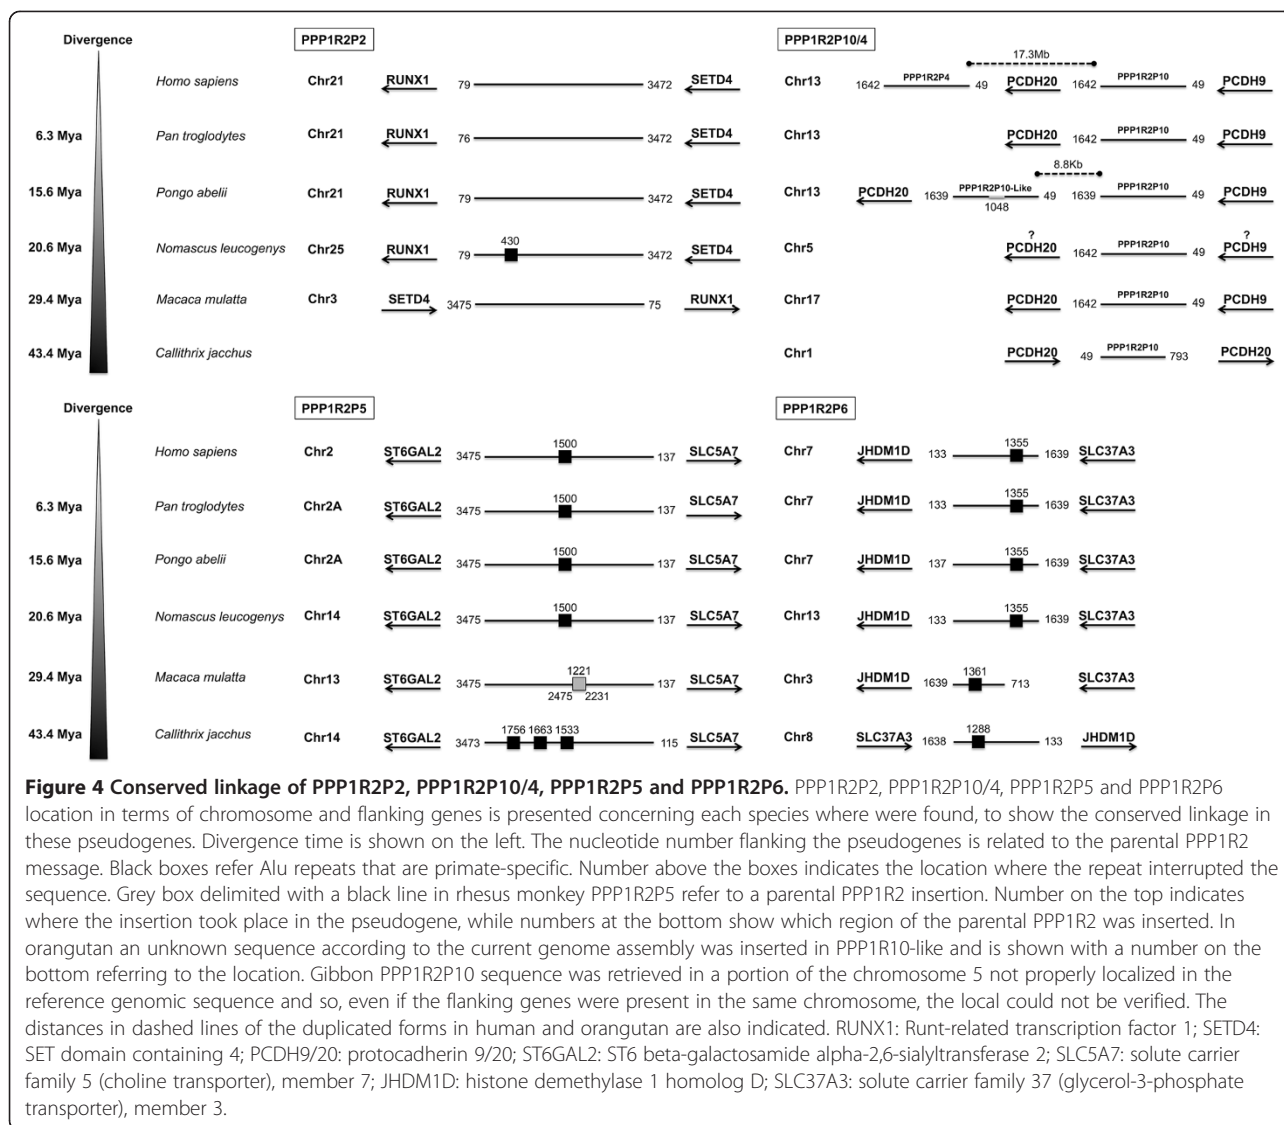 Divergence PPP1R2P2 PPP1R2P10/4
17.3Mb
Homo sapiens Chr21 RUNX1 79 3472 SETD4 Chr13 1642 PPP1R2P4 49 PCDH20 1642 PPP1R2P10 49 PCDH9
6.3 Mya Pan troglodytes Chr21 RUNX1 76 3472 SETD4 Chr13 PCDH20 1642 PPP1R2P10 49 PCDH9
8.8Kb
15.6 Mya Pongo abelii Chr21 RUNX1 79 3472 SETD4 Chr13 PCDH20 1639 PPP1R2P10-Like 49 1639 PPP1R2P10 49 PCDH9
1048
430 ? ?
20.6 Mya Nomascus leucogenys Chr25 RUNX1 79 3472 SETD4 Chr5 PCDH20 1642 PPP1R2P10 49 PCDH9
29.4 Mya Macaca mulatta Chr3 SETD4 3475 75 RUNX1 Chr17 PCDH20 1642 PPP1R2P10 49 PCDH9
43.4 Mya Callithrix jacchus Chr1 PCDH20 49 PPP1R2P10 793 PCDH20
Divergence PPP1R2P5 PPP1R2P6
1500 1355
Homo sapiens Chr2 ST6GAL2 3475 137 SLC5A7 Chr7 JHDM1D 133 1639 SLC37A3
1500 1355
6.3 Mya Pan troglodytes Chr2A ST6GAL2 3475 137 SLC5A7 Chr7 JHDM1D 133 1639 SLC37A3
1500 1355
15.6 Mya Pongo abelii Chr2A ST6GAL2 3475 137 SLC5A7 Chr7 JHDM1D 137 1639 SLC37A3
1500 1355
20.6 Mya Nomascus leucogenys Chr14 ST6GAL2 3475 137 SLC5A7 Chr13 JHDM1D 133 1639 SLC37A3
1221 1361
29.4 Mya Macaca mulatta Chr13 ST6GAL2 3475 137 SLC5A7 Chr3 JHDM1D 1639 713 SLC37A3
2475 2231
1756 1663 1533 1288
43.4 Mya Callithrix jacchus Chr14 ST6GAL2 3473 115 SLC5A7 Chr8 SLC37A3 1638 133 JHDM1D
Figure 4 Conserved linkage of PPP1R2P2, PPP1R2P10/4, PPP1R2P5 and PPP1R2P6. PPP1R2P2, PPP1R2P10/4, PPP1R2P5 and PPP1R2P6
location in terms of chromosome and flanking genes is presented concerning each species where were found, to show the conserved linkage in
these pseudogenes. Divergence time is shown on the left. The nucleotide number flanking the pseudogenes is related to the parental PPP1R2
message. Black boxes refer Alu repeats that are primate-specific. Number above the boxes indicates the location where the repeat interrupted the
sequence. Grey box delimited with a black line in rhesus monkey PPP1R2P5 refer to a parental PPP1R2 insertion. Number on the top indicates
where the insertion took place in the pseudogene, while numbers at the bottom show which region of the parental PPP1R2 was inserted. In
orangutan an unknown sequence according to the current genome assembly was inserted in PPP1R10-like and is shown with a number on the
bottom referring to the location. Gibbon PPP1R2P10 sequence was retrieved in a portion of the chromosome 5 not properly localized in the
reference genomic sequence and so, even if the flanking genes were present in the same chromosome, the local could not be verified. The
distances in dashed lines of the duplicated forms in human and orangutan are also indicated. RUNX1: Runt-related transcription factor 1; SETD4:
SET domain containing 4; PCDH9/20: protocadherin 9/20; ST6GAL2: ST6 beta-galactosamide alpha-2,6-sialyltransferase 2; SLC5A7: solute carrier
family 5 (choline transporter), member 7; JHDM1D: histone demethylase 1 homolog D; SLC37A3: solute carrier family 37 (glycerol-3-phosphate
transporter), member 3.